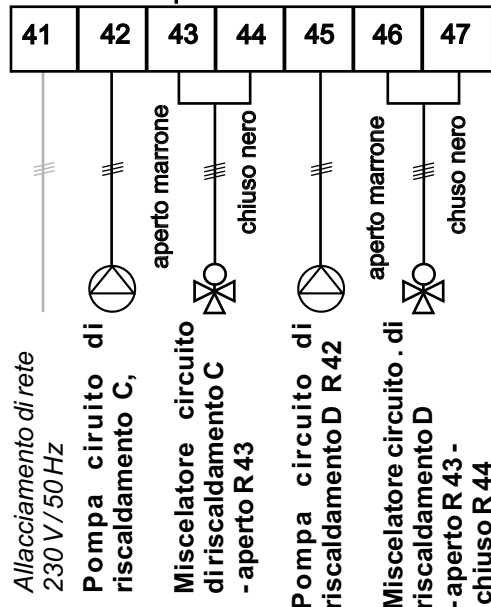 41 42 43 44 45 46 47
aperto marrone
chiuso nero
aperto marrone
chuso nero
Allacciamento di rete
230 V / 50 Hz
Pompa ciruito di
riscaldamento C,
Miscelatore circuito
di riscaldamento C
- aperto R 43
Pompa circuito di
riscaldamento D R 42
Miscelatore circuito . di
riscaldamento D
- aperto R 43 -
chiuso R 44